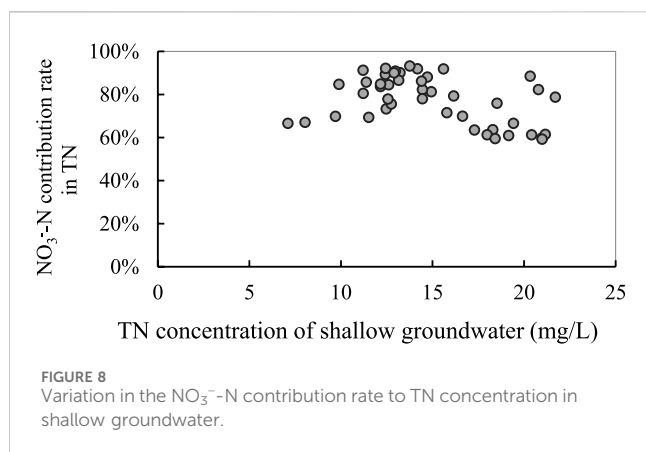 100%
80%
60%
40%
20%
0%
NO₃⁻-N contribution rate
in TN
0 5 10 15 20 25
TN concentration of shallow groundwater (mg/L)
FIGURE 8
Variation in the NO₃⁻-N contribution rate to TN concentration in
shallow groundwater.